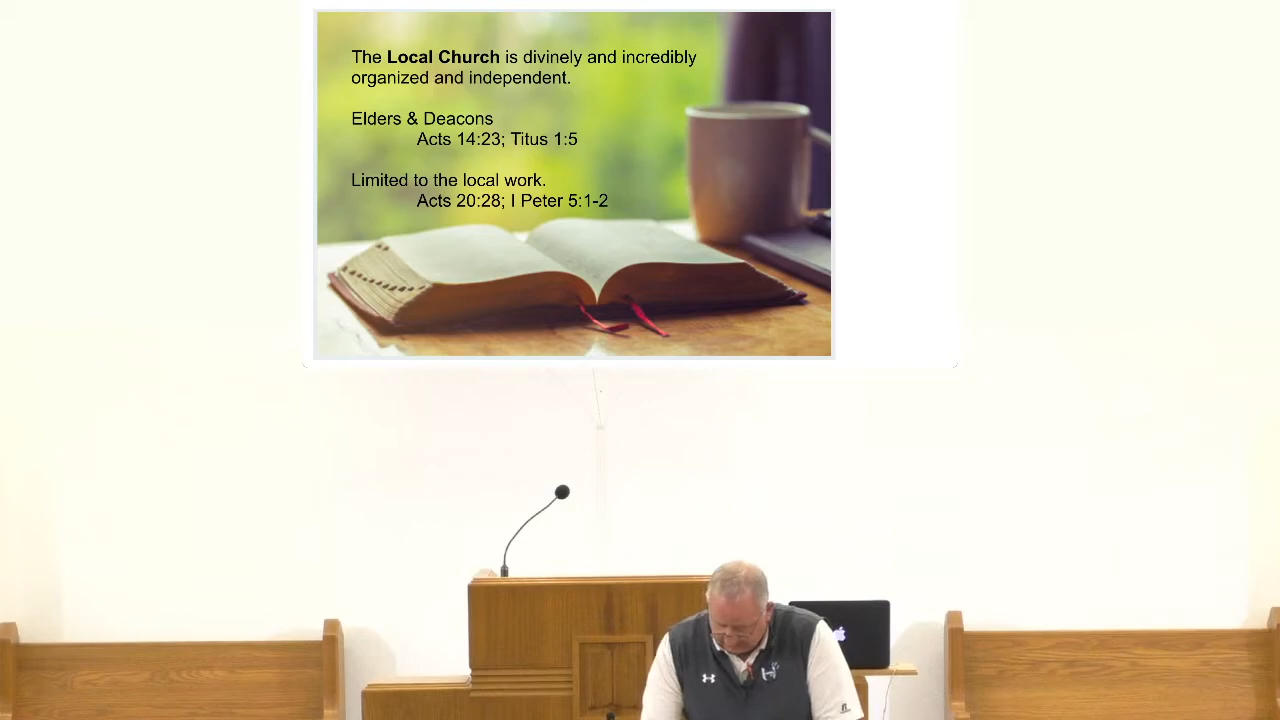 The Local Church is divinely and incredibly
organized and independent.
Elders & Deacons
Acts 14:23; Titus 1:5
Limited to the local work.
Acts 20:28; I Peter 5:1-2